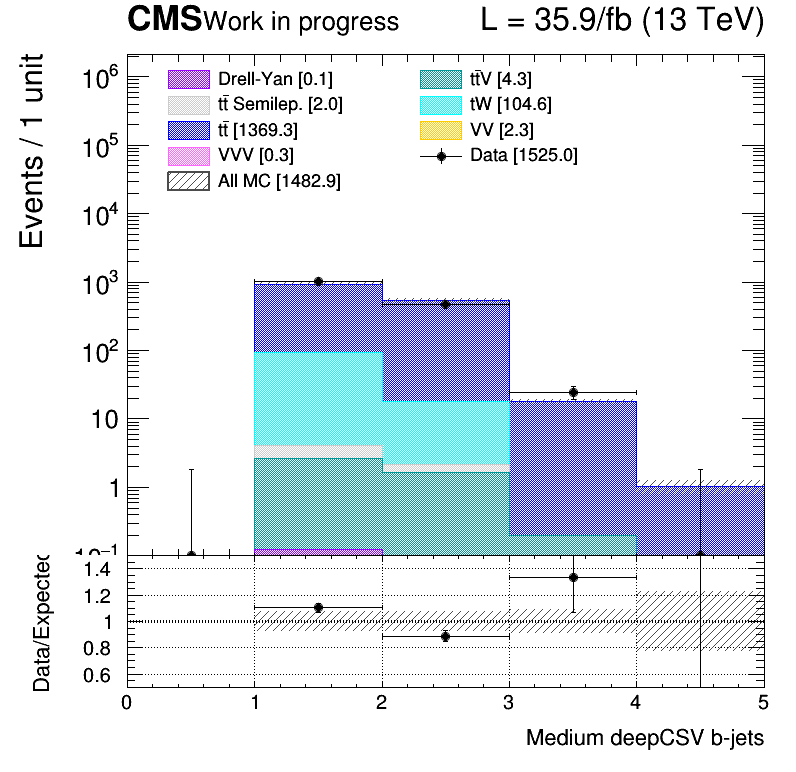 CMS Work in progress L = 35.9/fb (13 TeV)
Events / 1 unit
10⁶
10⁵
10⁴
10³
10²
10
1
10⁻¹
Drell-Yan [0.1]
tt̄ Semilep. [2.0]
tt̄ [1369.3]
VVV [0.3]
All MC [1482.9]
tt̄V [4.3]
tW [104.6]
VV [2.3]
Data [1525.0]
Data/Expected
1.4
1.2
1
0.8
0.6
0 1 2 3 4 5
Medium deepCSV b-jets